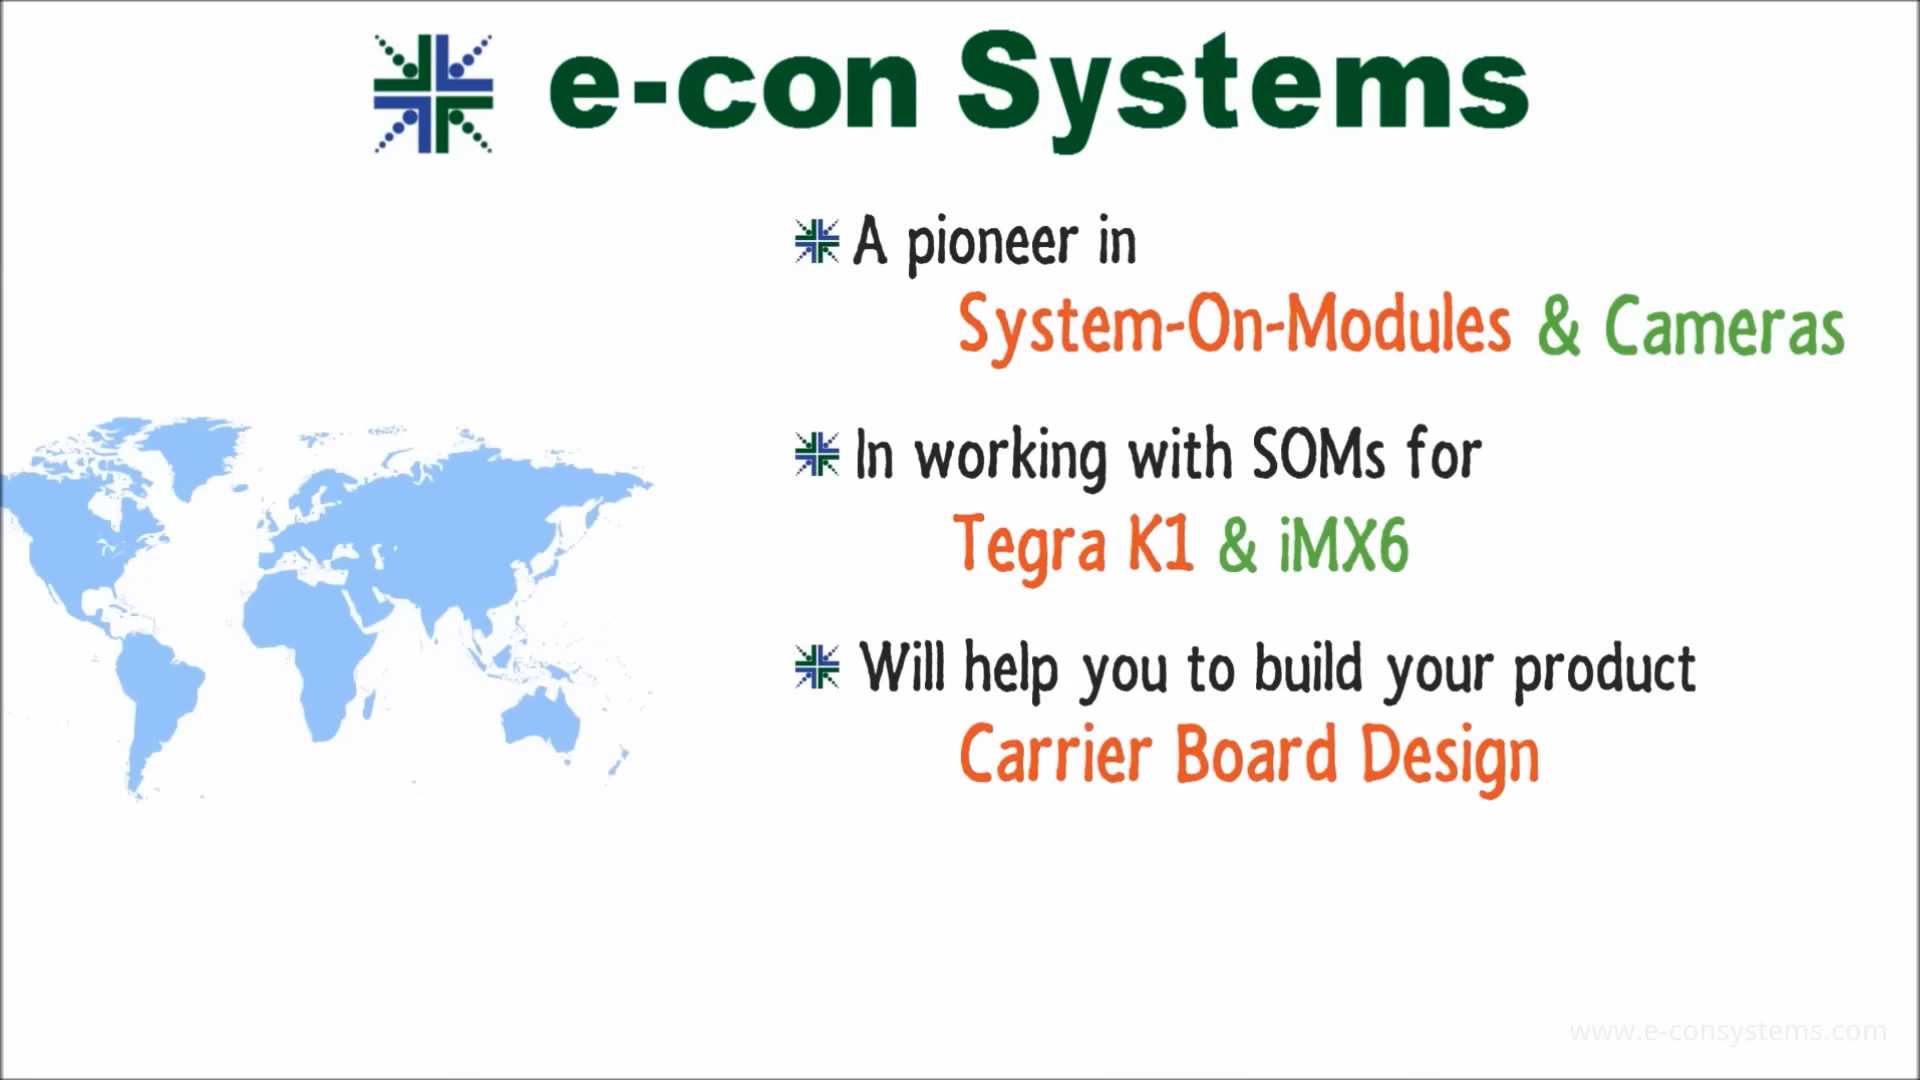 e-con Systems
A pioneer in
System-On-Modules & Cameras
In working with SOMs for
Tegra K1 & iMX6
Will help you to build your product
Carrier Board Design
www.e-consystems.com